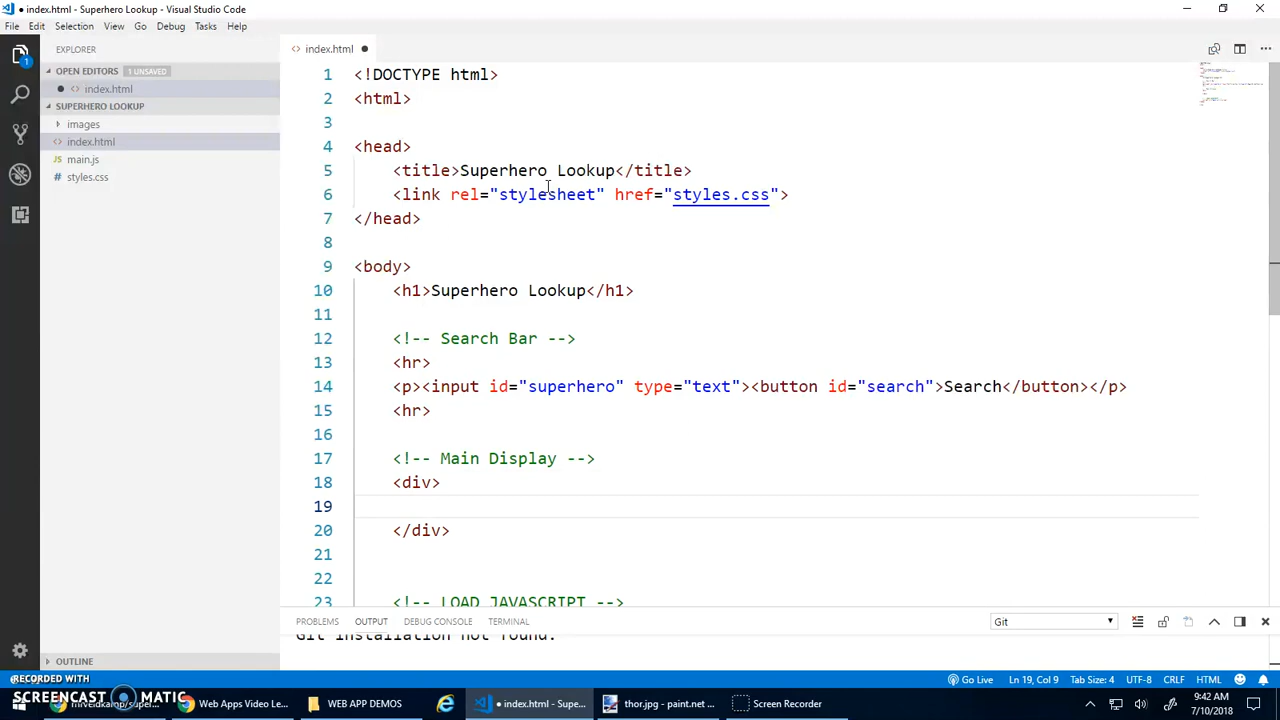 ● index.html - Superhero Lookup - Visual Studio Code
File Edit Selection View Go Debug Tasks Help
EXPLORER
index.html ●
OPEN EDITORS 1 UNSAVED
● index.html
SUPERHERO LOOKUP
images
index.html
main.js
styles.css
1 <!DOCTYPE html>
2 <html>
3
4 <head>
5 <title>Superhero Lookup</title>
6 <link rel="stylesheet" href="styles.css">
7 </head>
8
9 <body>
10 <h1>Superhero Lookup</h1>
11
12 <!-- Search Bar -->
13 <hr>
14 <p><input id="superhero" type="text"><button id="search">Search</button></p>
15 <hr>
16
17 <!-- Main Display -->
18 <div>
19
20 </div>
21
22
23 <!-- LOAD JAVASCRIPT -->
PROBLEMS OUTPUT DEBUG CONSOLE TERMINAL Git
Git installation not found.
OUTLINE
Go Live Ln 19, Col 9 Tab Size: 4 UTF-8 CRLF HTML
RECORDED WITH
SCREENCAST MATIC
Web Apps Video Le...
WEB APP DEMOS
● index.html - Supe...
thor.jpg - paint.net ...
Screen Recorder
9:42 AM
7/10/2018